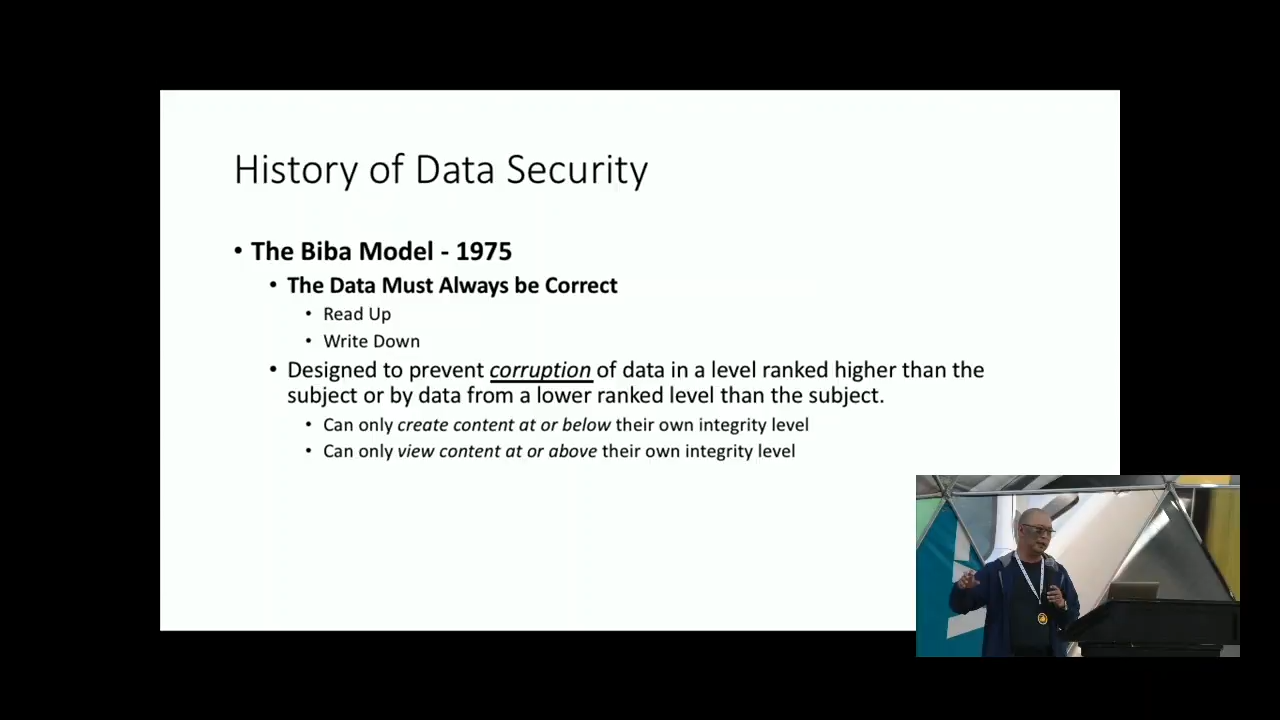 History of Data Security
• The Biba Model - 1975
• The Data Must Always be Correct
• Read Up
• Write Down
• Designed to prevent corruption of data in a level ranked higher than the
subject or by data from a lower ranked level than the subject.
• Can only create content at or below their own integrity level
• Can only view content at or above their own integrity level